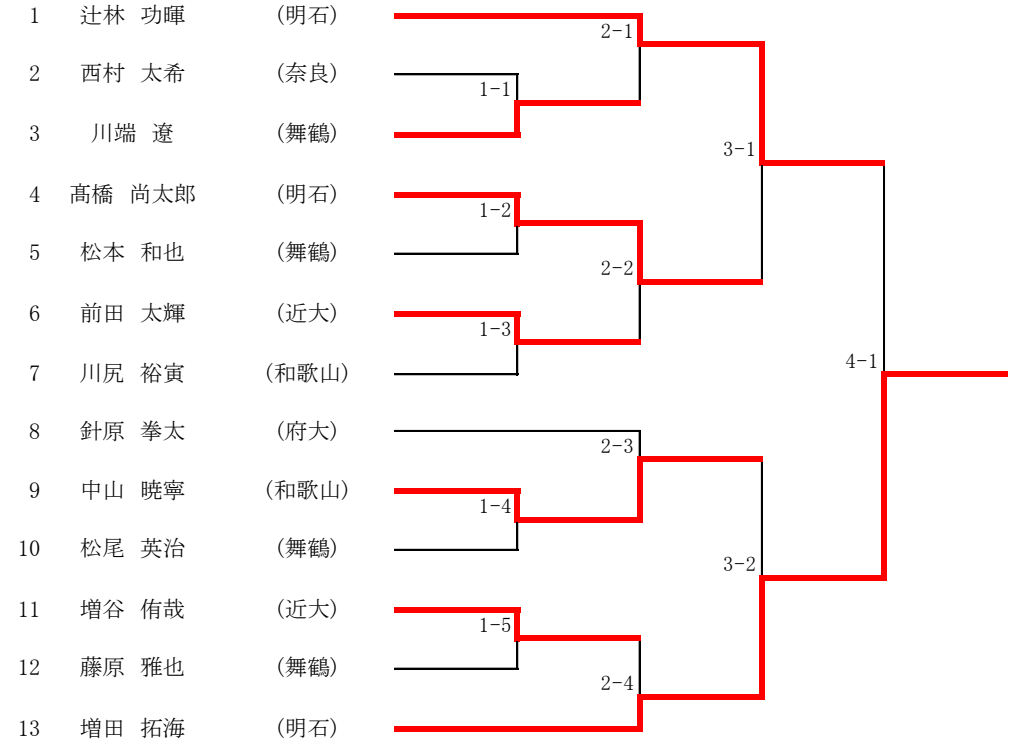 1 辻林 功暉 (明石)
2-1
2 西村 太希 (奈良)
1-1
3 川端 遼 (舞鶴)
3-1
4 髙橋 尚太郎 (明石)
1-2
5 松本 和也 (舞鶴)
2-2
6 前田 太輝 (近大)
1-3
7 川尻 裕寅 (和歌山)
4-1
8 針原 拳太 (府大)
2-3
9 中山 暁寧 (和歌山)
1-4
10 松尾 英治 (舞鶴)
3-2
11 増谷 侑哉 (近大)
1-5
12 藤原 雅也 (舞鶴)
2-4
13 増田 拓海 (明石)